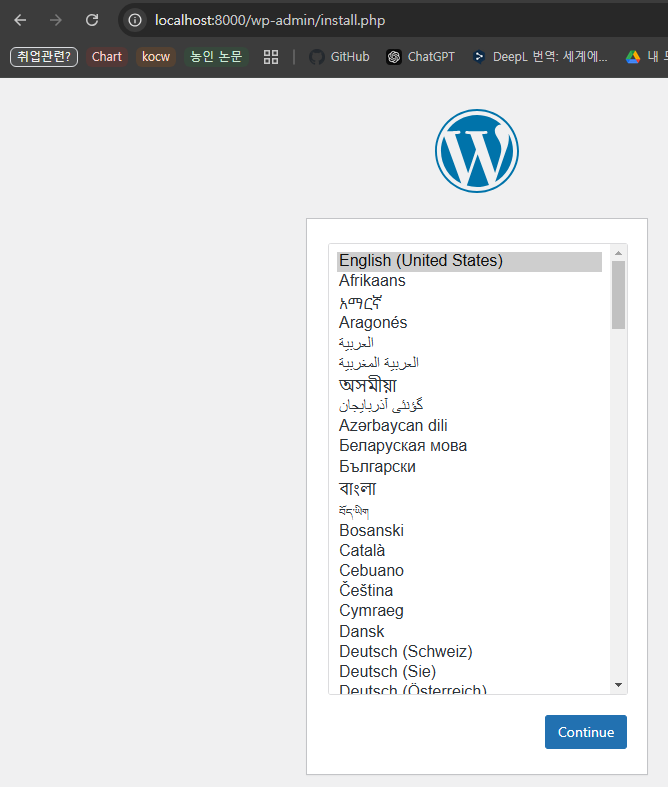 localhost:8000/wp-admin/install.php
취업관련? Chart kocw 농인 논문 GitHub ChatGPT DeepL 번역: 세계에... 내
English (United States)
Afrikaans
አማርኛ
Aragonés
العربية
العربية المغربية
অসমীয়া
گؤنئی آذربایجان
Azərbaycan dili
Беларуская мова
Български
বাংলা
བོད་ཡིག
Bosanski
Català
Cebuano
Čeština
Cymraeg
Dansk
Deutsch (Schweiz)
Deutsch (Sie)
Deutsch (Österreich)
Continue